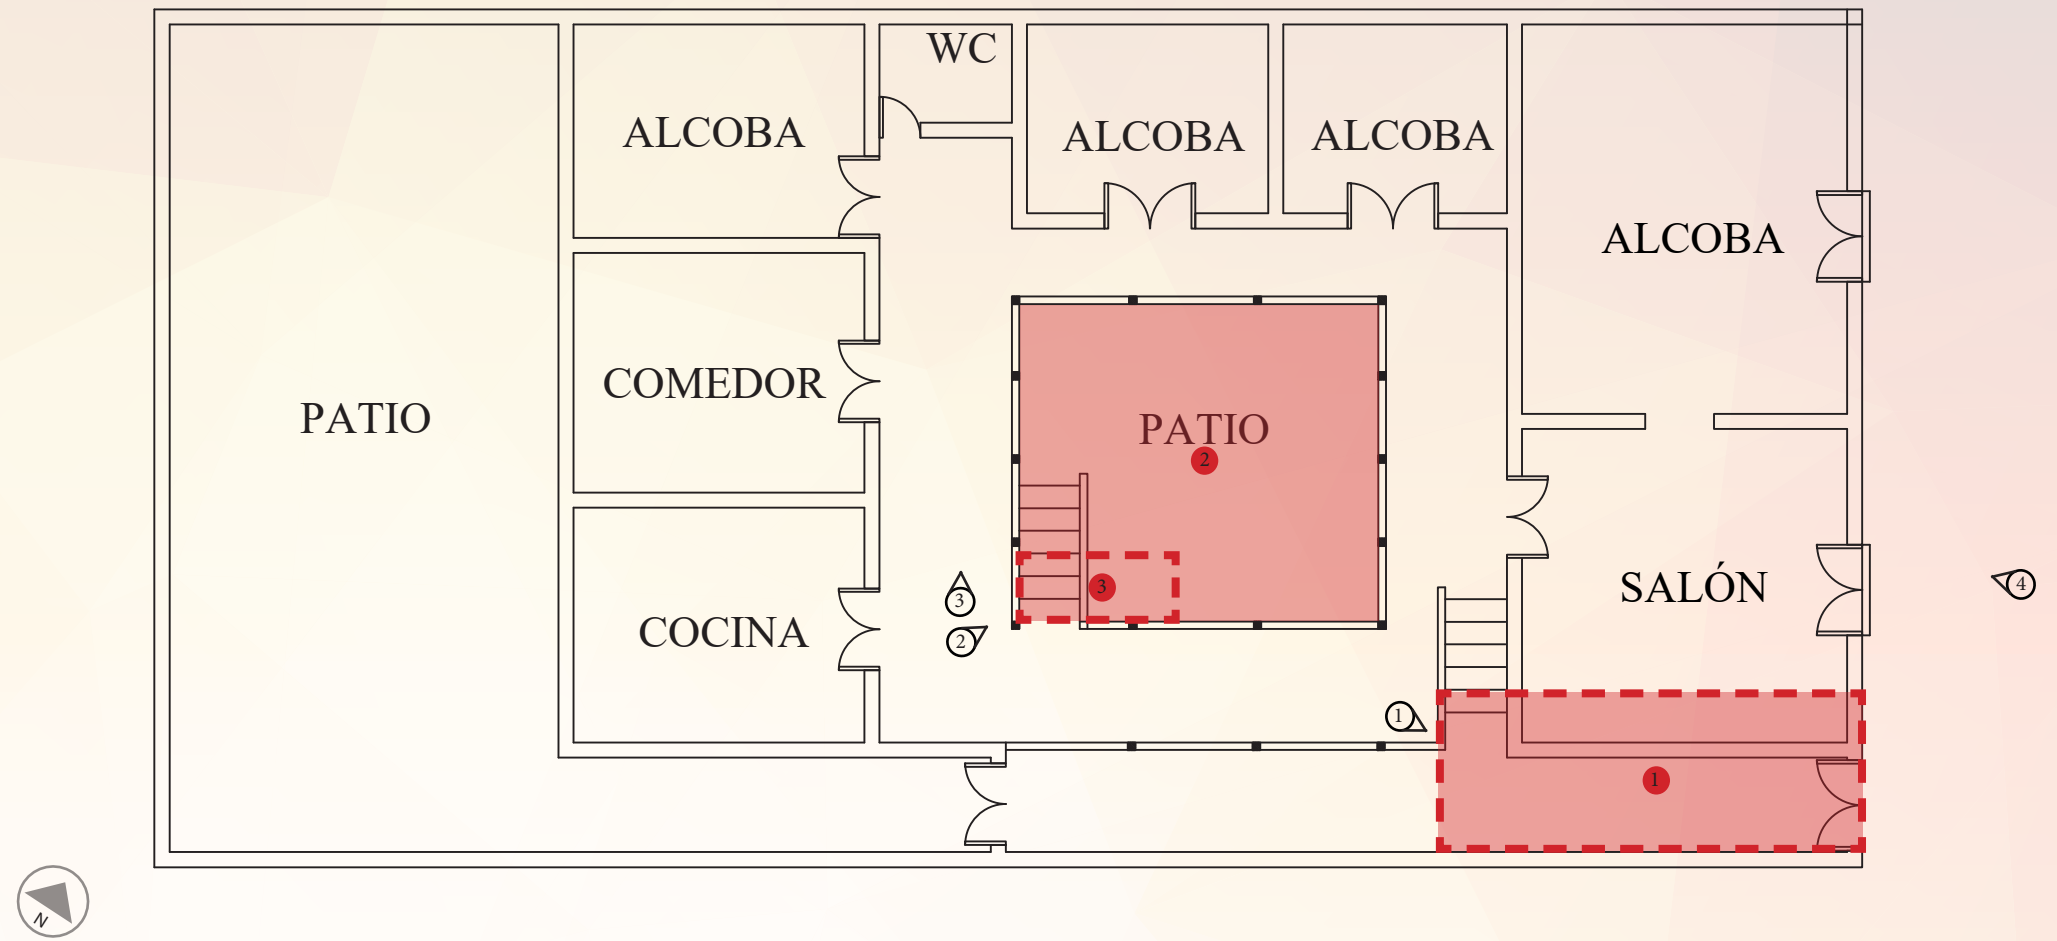 WC
ALCOBA
ALCOBA
ALCOBA
ALCOBA
COMEDOR
PATIO
PATIO
2
3
3
2
COCINA
SALÓN
4
1
1
N